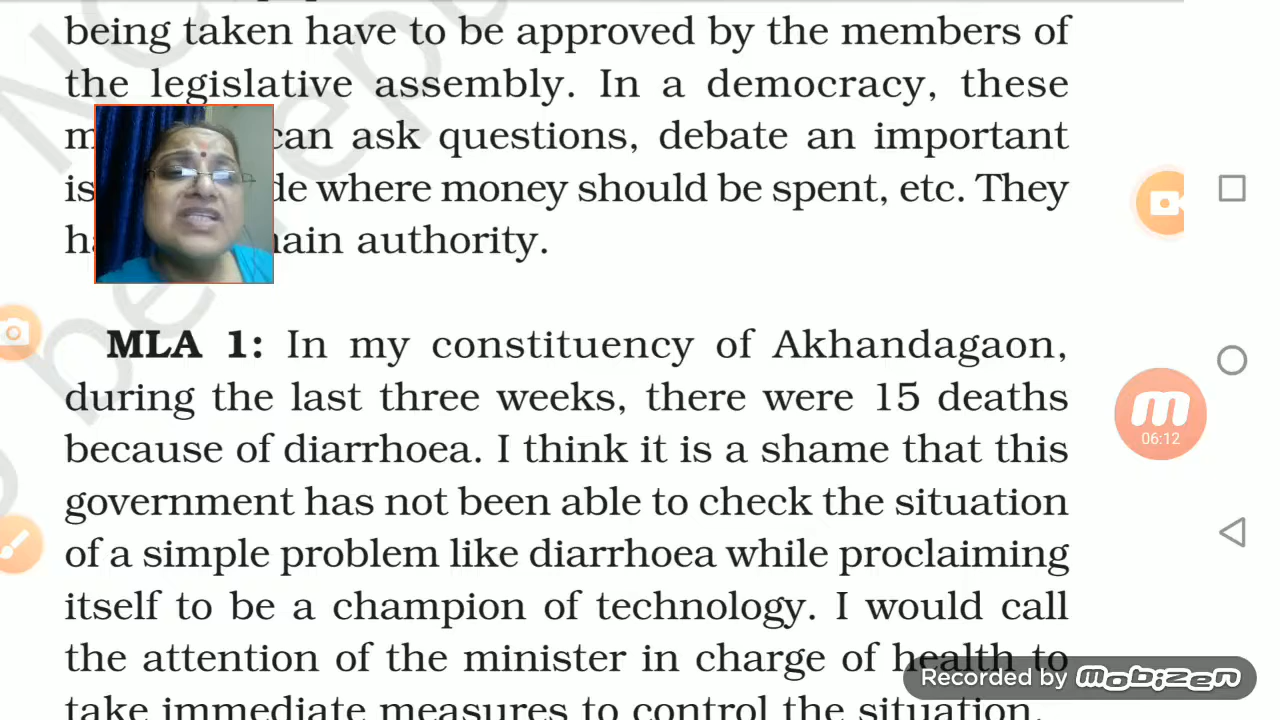 being taken have to be approved by the members of
the legislative assembly. In a democracy, these
can ask questions, debate an important
where money should be spent, etc. They
authority.
MLA 1: In my constituency of Akhandagaon,
during the last three weeks, there were 15 deaths
because of diarrhoea. I think it is a shame that this
government has not been able to check the situation
of a simple problem like diarrhoea while proclaiming
itself to be a champion of technology. I would call
the attention of the minister in charge of health to
take immediate measures to control the situation.
06:12
Recorded by mobizen